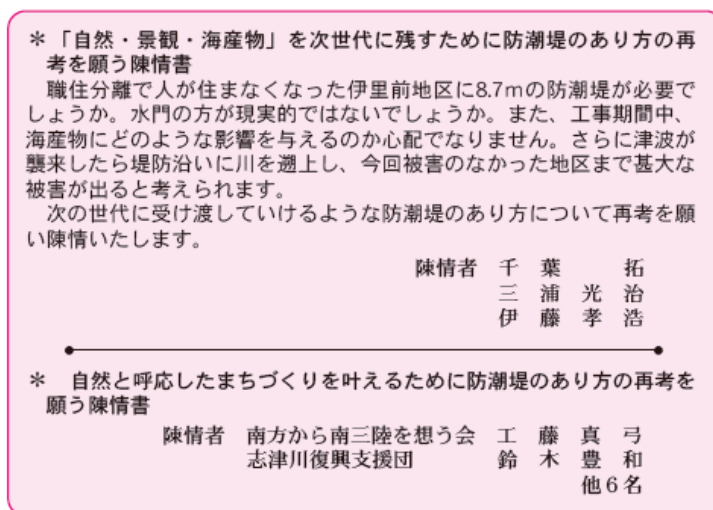 ＊「自然・景観・海産物」を次世代に残すために防潮堤のあり方の再
考を願う陳情書
職住分離で人が住まなくなった伊里前地区に8.7mの防潮堤が必要で
しょうか。水門の方が現実的ではないでしょうか。また、工事期間中、
海産物にどのような影響を与えるのか心配でなりません。さらに津波が
襲来したら堤防沿いに川を遡上し、今回被害のなかった地区まで甚大な
被害が出ると考えられます。
次の世代に受け渡していけるような防潮堤のあり方について再考を願
い陳情いたします。
陳情者 千葉 拓
三浦光治
伊藤孝浩
＊ 自然と呼応したまちづくりを叶えるために防潮堤のあり方の再考を
願う陳情書
陳情者 南方から南三陸を想う会 工藤真弓
志津川復興支援団 鈴木豊和
他６名